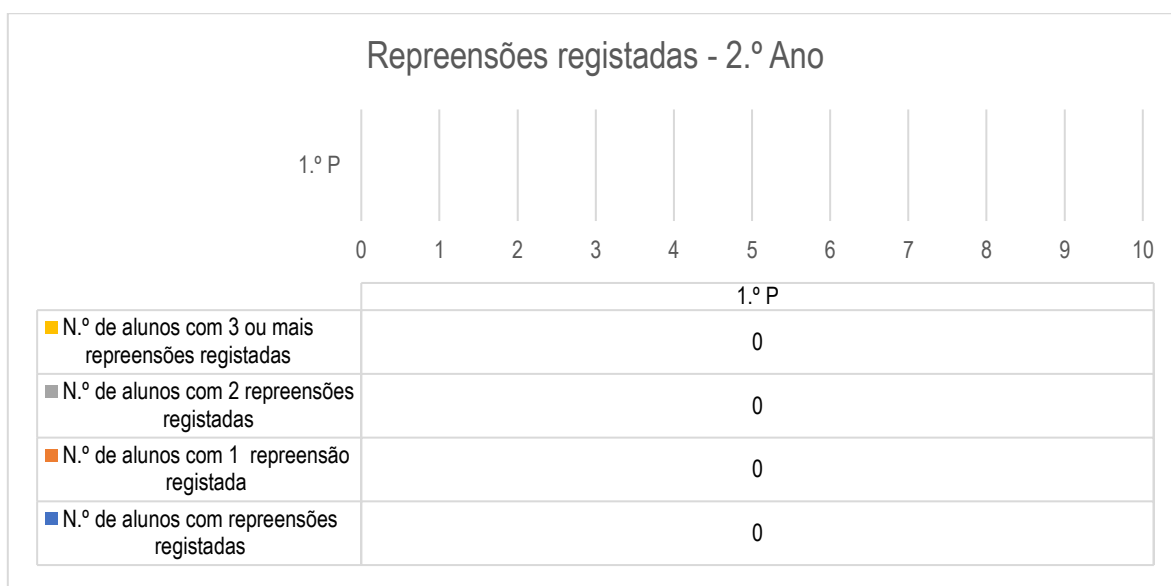 Repreensões registadas - 2.º Ano
1.º P
0 1 2 3 4 5 6 7 8 9 10
1.º P
N.º de alunos com 3 ou mais
repreensões registadas
0
N.º de alunos com 2 repreensões
registadas
0
N.º de alunos com 1 repreensão
registada
0
N.º de alunos com repreensões
registadas
0